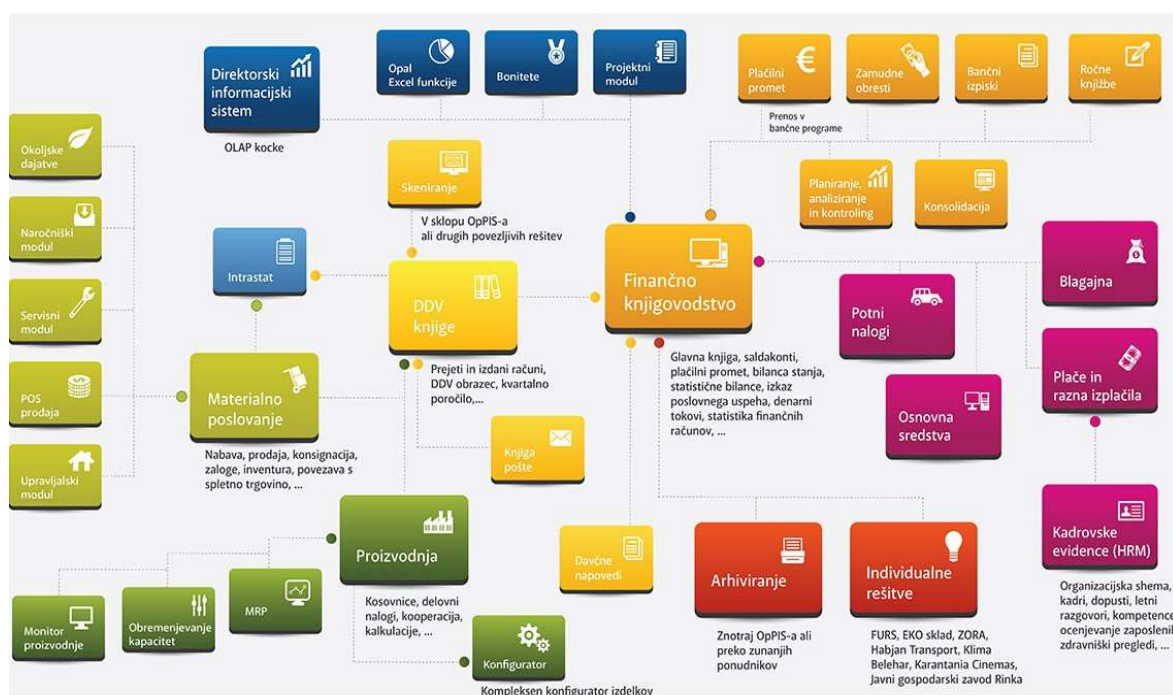 Direktorski
informacijski
sistem
OLAP kocke
Opal
Excel funkcije
Bonitete
Projektni
modul
Plačilni
promet
Prenos v
bančne programe
Zamudne
obresti
Bančni
izpiski
Ročne
knjižbe
Planiranje,
analiziranje
in kontroling
Konsolidacija
Okoljske
dajatve
Naročniški
modul
Servisni
modul
POS
prodaja
Upravljalski
modul
Skeniranje
V sklopu OpPIS-a
ali drugih povezljivih rešitev
Intrastat
DDV
knjige
Prejeti in izdani računi,
DDV obrazec, kvartalno
poročilo,...
Finančno
knjigovodstvo
Glavna knjiga, saldakonti,
plačilni promet, bilanca stanja,
statistične bilance, izkaz
poslovnega uspeha, denarni
tokovi, statistika finančnih
računov, ...
Potni
nalogi
Blagajna
Osnovna
sredstva
Plače in
razna izplačila
Materialno
poslovanje
Nabava, prodaja, konsignacija,
zaloge, inventura, povezava s
spletno trgovino, ...
Knjiga
pošte
Kadrovske
evidence (HRM)
Organizacijska shema,
kadri, dopusti, letni
razgovori, kompetence
ocenjevanje zaposlenih
zdravniški pregledi, ...
Proizvodnja
Kosovnice, delovni
nalogi, kooperacija,
kalkulacije, ...
Davčne
napovedi
Arhiviranje
Znotraj OpPIS-a ali
preko zunanjih
ponudnikov
Individualne
rešitve
FURS, EKO sklad, ZORA,
Habjan Transport, Klima
Belehar, Karantania Cinemas,
Javni gospodarski zavod Rinka
Monitor
proizvodnje
Obremenjevanje
kapacitet
MRP
Konfigurator
Kompleksen konfigurator izdelkov